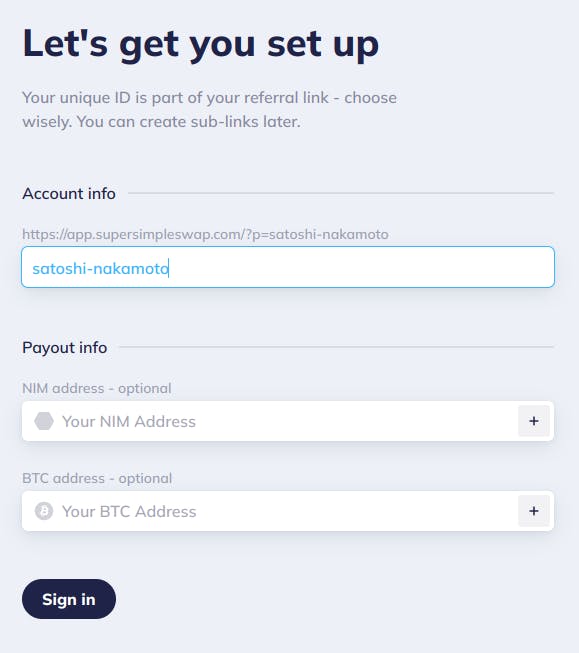 Let's get you set up
Your unique ID is part of your referral link - choose
wisely. You can create sub-links later.
Account info
https://app.supersimpleswap.com/?p=satoshi-nakamoto
satoshi-nakamoto
Payout info
NIM address - optional
Your NIM Address +
BTC address - optional
Your BTC Address +
Sign in